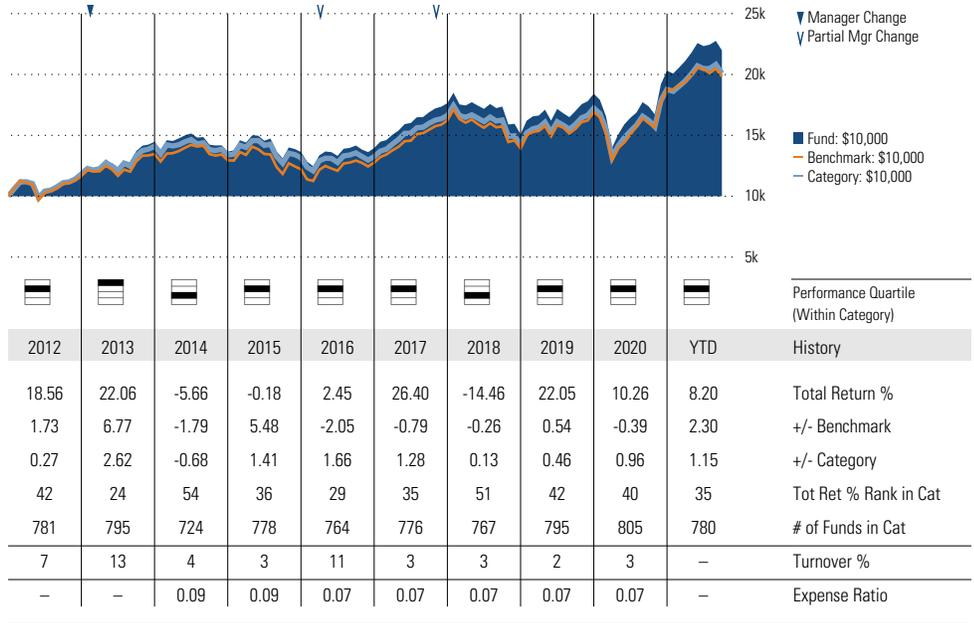 25k
20k
15k
10k
5k
Manager Change
Partial Mgr Change
Fund: $10,000
Benchmark: $10,000
Category: $10,000
Performance Quartile
(Within Category)
2012 2013 2014 2015 2016 2017 2018 2019 2020 YTD History
18.56 22.06 -5.66 -0.18 2.45 26.40 -14.46 22.05 10.26 8.20 Total Return %
1.73 6.77 -1.79 5.48 -2.05 -0.79 -0.26 0.54 -0.39 2.30 +/- Benchmark
0.27 2.62 -0.68 1.41 1.66 1.28 0.13 0.46 0.96 1.15 +/- Category
42 24 54 36 29 35 51 42 40 35 Tot Ret % Rank in Cat
781 795 724 778 764 776 767 795 805 780 # of Funds in Cat
7 13 4 3 11 3 3 2 3 – Turnover %
– – 0.09 0.09 0.07 0.07 0.07 0.07 0.07 – Expense Ratio